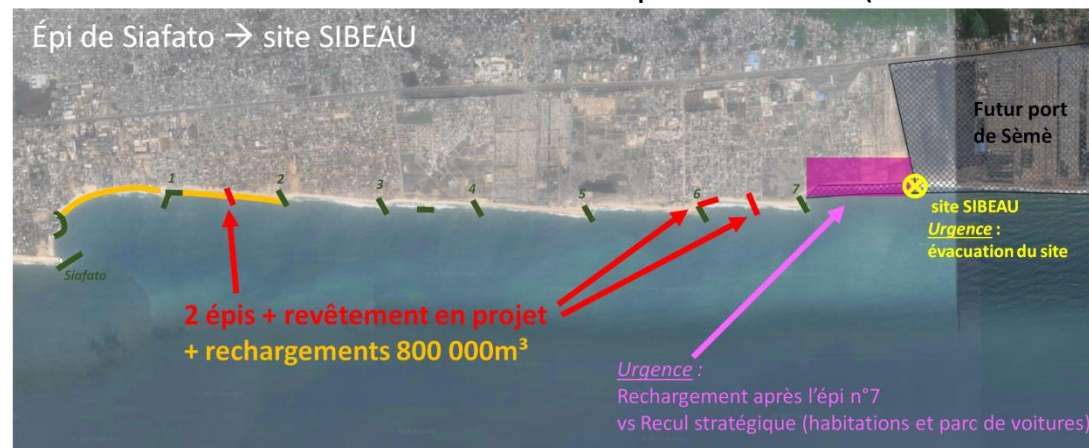 Épi de Siafato → site SIBEAU
Futur port
de Sèmè
1
2
3
4
5
6
7
site SIBEAU
Urgence :
évacuation du site
Siafato
2 épis + revêtement en projet
+ rechargements 800 000m³
Urgence :
Rechargement après l'épi n°7
vs Recul stratégique (habitations et parc de voitures)